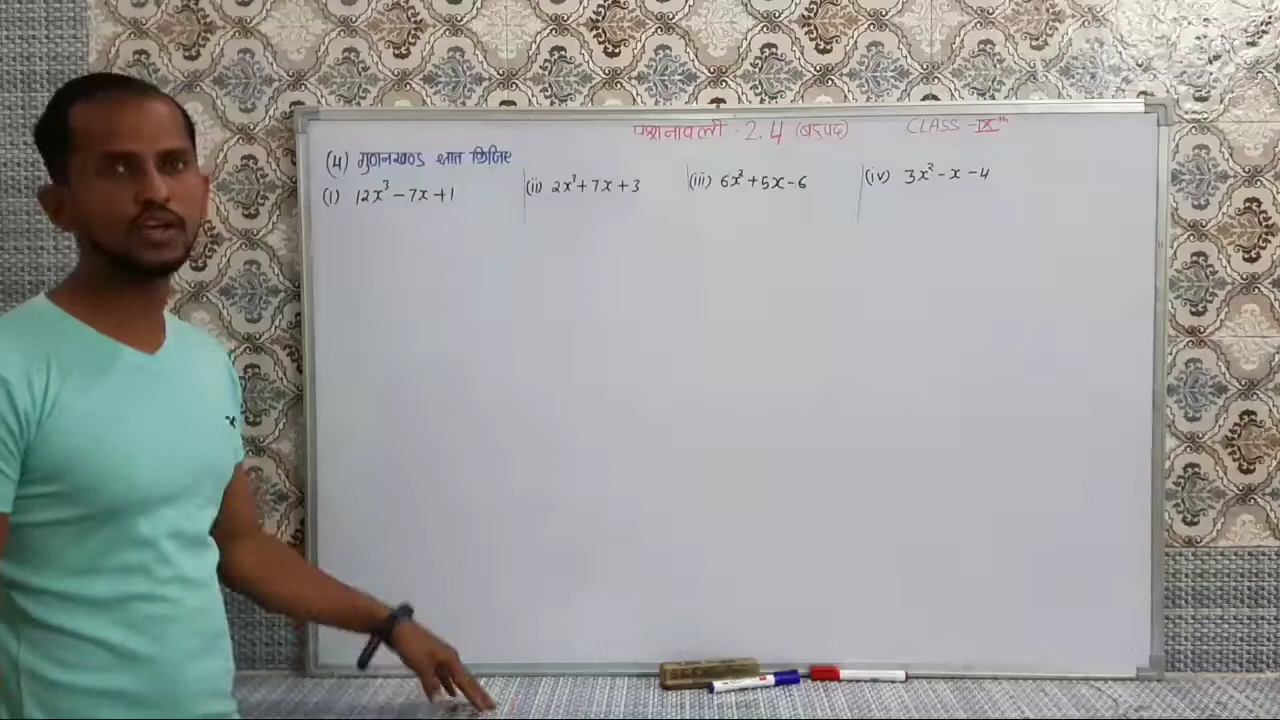 प्रश्नावली - 2.4 (बहुपद) CLASS - IXth
(4) गुणनखण्ड ज्ञात किजिए
(i) 12x³ - 7x + 1 (ii) 2x³ + 7x + 3 (iii) 6x² + 5x - 6 (iv) 3x² - x - 4